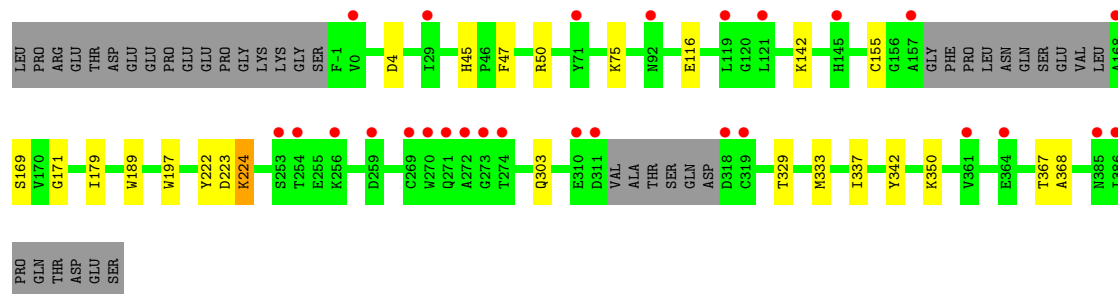 LEU PRO ARG GLU THR ASP GLU GLU PRO GLU GLU PRO GLY LYS LYS GLY SER F-1 V0 D4 I29 H45 P46 F47 R50 Y71 K75 N92 E116 L119 G120 L121 K142 H145 C155 G156 A157 GLY PHE PRO LEU ASN GLN SER GLU VAL LEU A168
S169 V170 G171 I179 W189 W197 Y222 D223 K224 S253 T254 E255 K256 D259 C269 W270 Q271 A272 G273 T274 Q303 E310 D311 VAL ALA THR SER GLN ASP D318 C319 T329 M333 I337 Y342 K350 V361 E364 T367 A368 N385 I386
PRO GLN THR ASP GLU SER